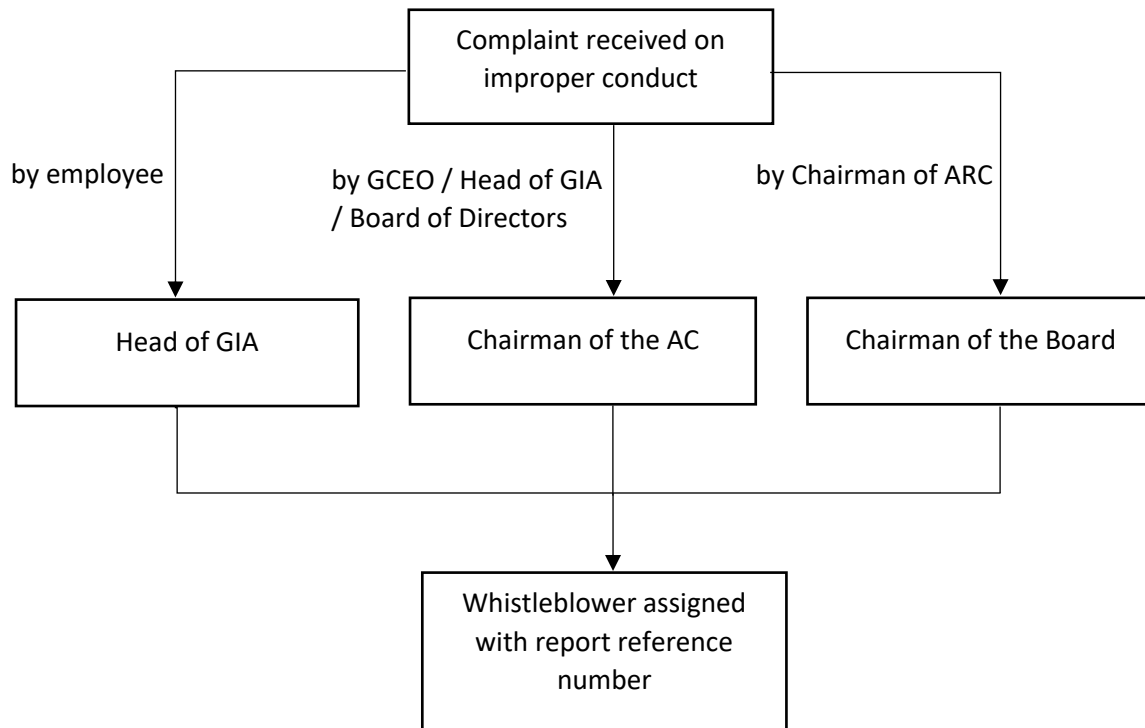 Complaint received on
improper conduct
by employee
by GCEO / Head of GIA
/ Board of Directors
by Chairman of ARC
Head of GIA
Chairman of the AC
Chairman of the Board
Whistleblower assigned
with report reference
number